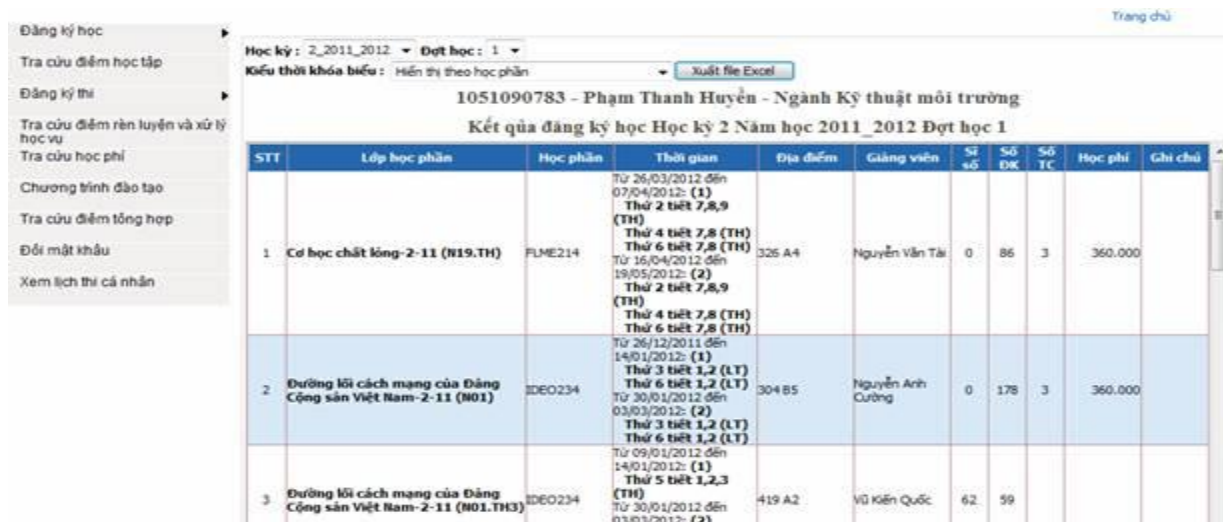 Trang chủ
Đăng ký học
Tra cứu điểm học tập
Đăng ký thi
Tra cứu điểm rèn luyện và xử lý
học vụ
Tra cứu học phí
Chương trình đào tạo
Tra cứu điểm tổng hợp
Đổi mật khẩu
Xem lịch thi cá nhân
Học kỳ : 2_2011_2012 Đợt học : 1
Kiểu thời khóa biểu : Hiển thị theo học phần Xuất file Excel
1051090783 - Phạm Thanh Huyền - Ngành Kỹ thuật môi trường
Kết qủa đăng ký học Học kỳ 2 Năm học 2011_2012 Đợt học 1
STT Lớp học phần Học phần Thời gian Địa điểm Giảng viên Sĩ số Số ĐK Số TC Học phí Ghi chú
1 Cơ học chất lỏng-2-11 (N19.TH) FLME214
Từ 26/03/2012 đến
07/04/2012: (1)
Thứ 2 tiết 7,8,9
(TH)
Thứ 4 tiết 7,8 (TH)
Thứ 6 tiết 7,8 (TH)
Từ 16/04/2012 đến
19/05/2012: (2)
Thứ 2 tiết 7,8,9
(TH)
Thứ 4 tiết 7,8 (TH)
Thứ 6 tiết 7,8 (TH)
326 A4 Nguyễn Văn Tài 0 86 3 360.000
2 Đường lối cách mạng của Đảng
Cộng sản Việt Nam-2-11 (N01)
IDEO234
Từ 26/12/2011 đến
14/01/2012: (1)
Thứ 3 tiết 1,2 (LT)
Thứ 6 tiết 1,2 (LT)
Từ 30/01/2012 đến
03/03/2012: (2)
Thứ 3 tiết 1,2 (LT)
Thứ 6 tiết 1,2 (LT)
304 B5 Nguyễn Anh
Cường
0 178 3 360.000
3 Đường lối cách mạng của Đảng
Cộng sản Việt Nam-2-11 (N01.TH3)
IDEO234
Từ 09/01/2012 đến
14/01/2012: (1)
Thứ 5 tiết 1,2,3
(TH)
Từ 30/01/2012 đến
03/03/2012: (2)
419 A2 Vũ Kiến Quốc 62 59